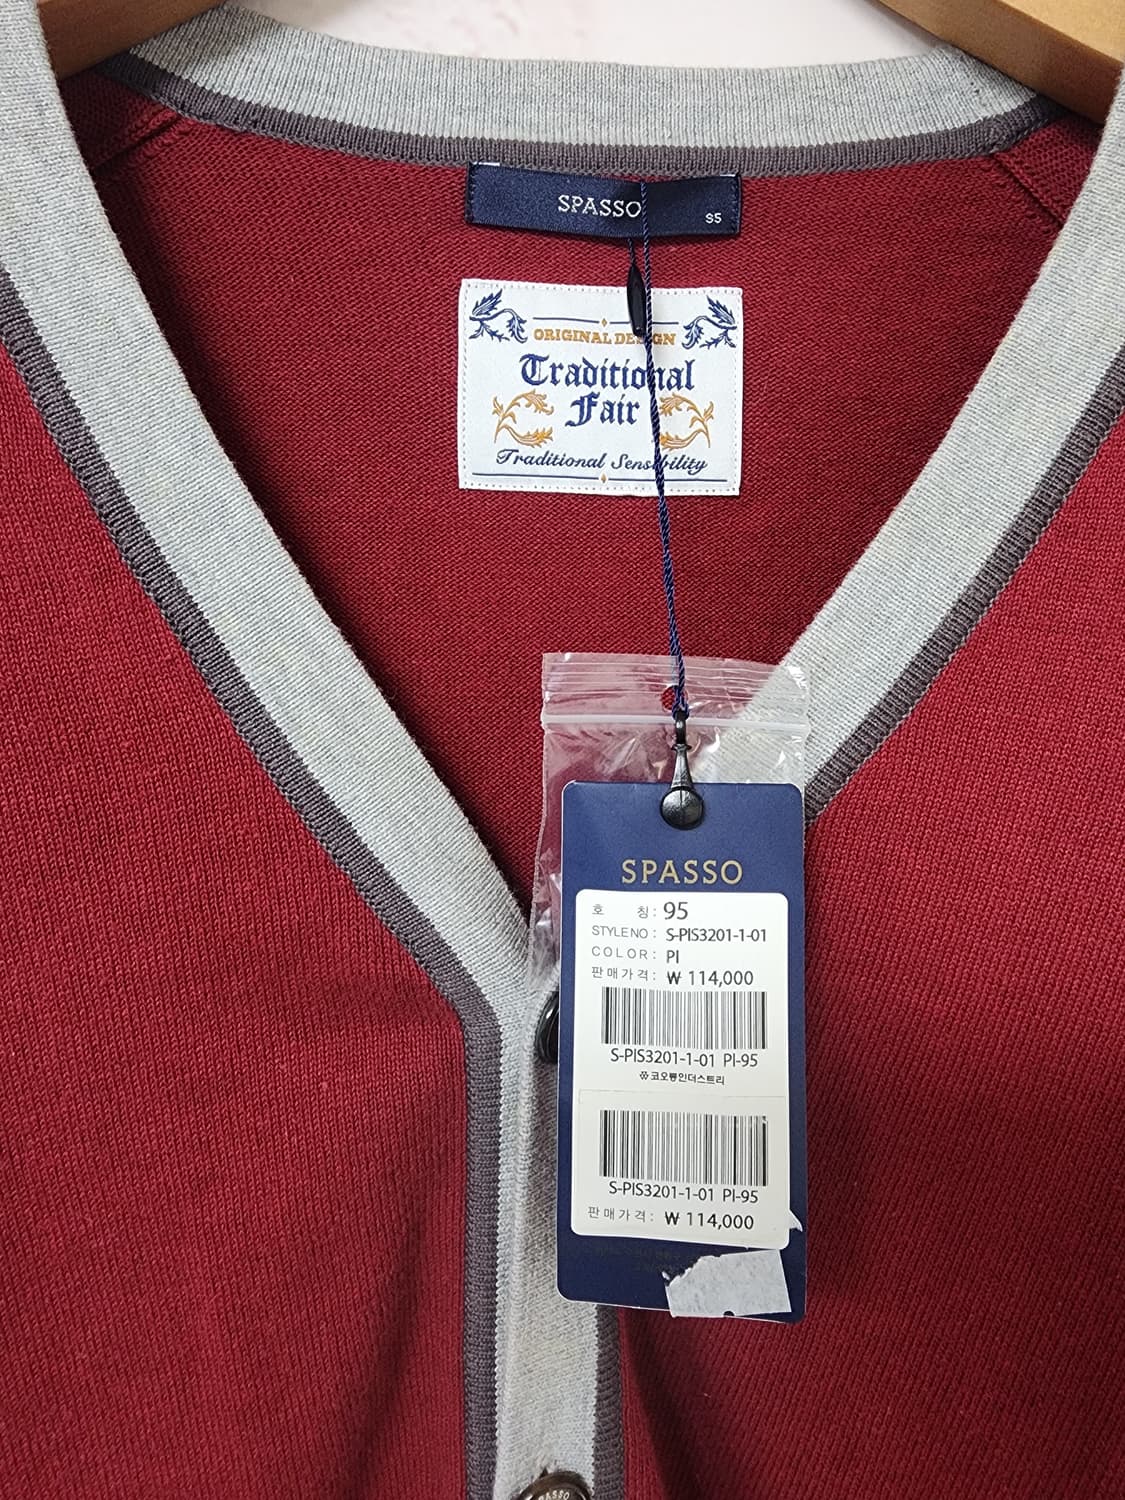 SPASSO
95
ORIGINAL DESIGN
Traditional
Fair
Traditional Sensibility
SPASSO
호 칭: 95
STYLE NO: S-PIS3201-1-01
COLOR: PI
판매가격: ₩ 114,000
S-PIS3201-1-01 PI-95
코오롱인더스트리
S-PIS3201-1-01 PI-95
판매가격: ₩ 114,000